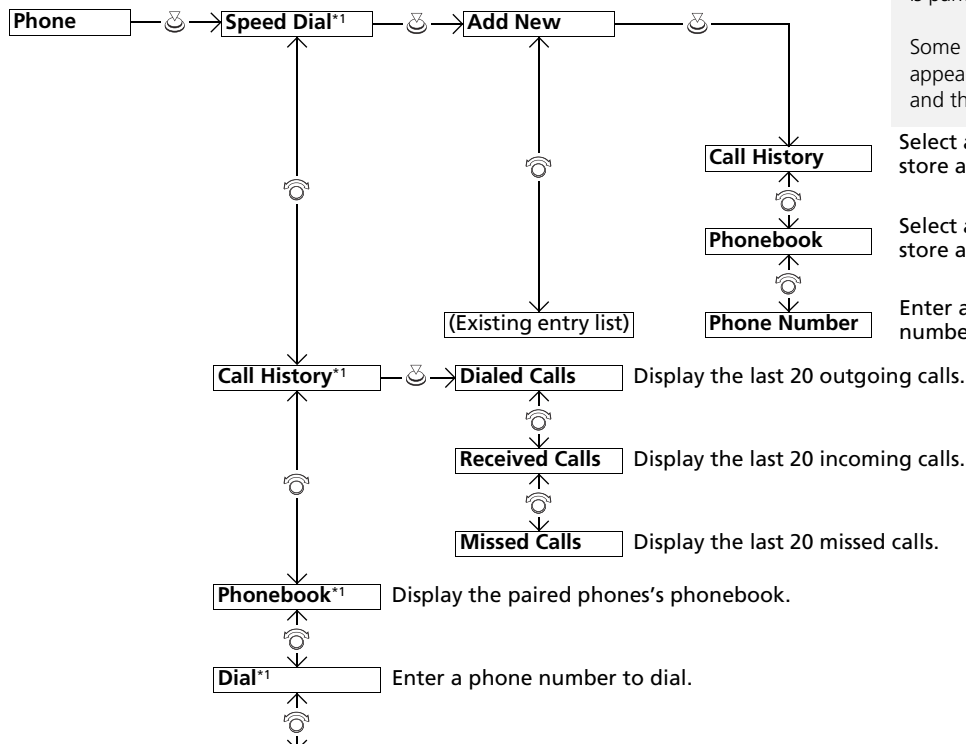 Some
appea
and th
Phone
Speed Dial*1
Add New
Call History
Select a
store a
Phonebook
Select a
store a
(Existing entry list)
Phone Number
Enter a
numbe
Call History*1
Dialed Calls
Display the last 20 outgoing calls.
Received Calls
Display the last 20 incoming calls.
Missed Calls
Display the last 20 missed calls.
Phonebook*1
Display the paired phones's phonebook.
Dial*1
Enter a phone number to dial.